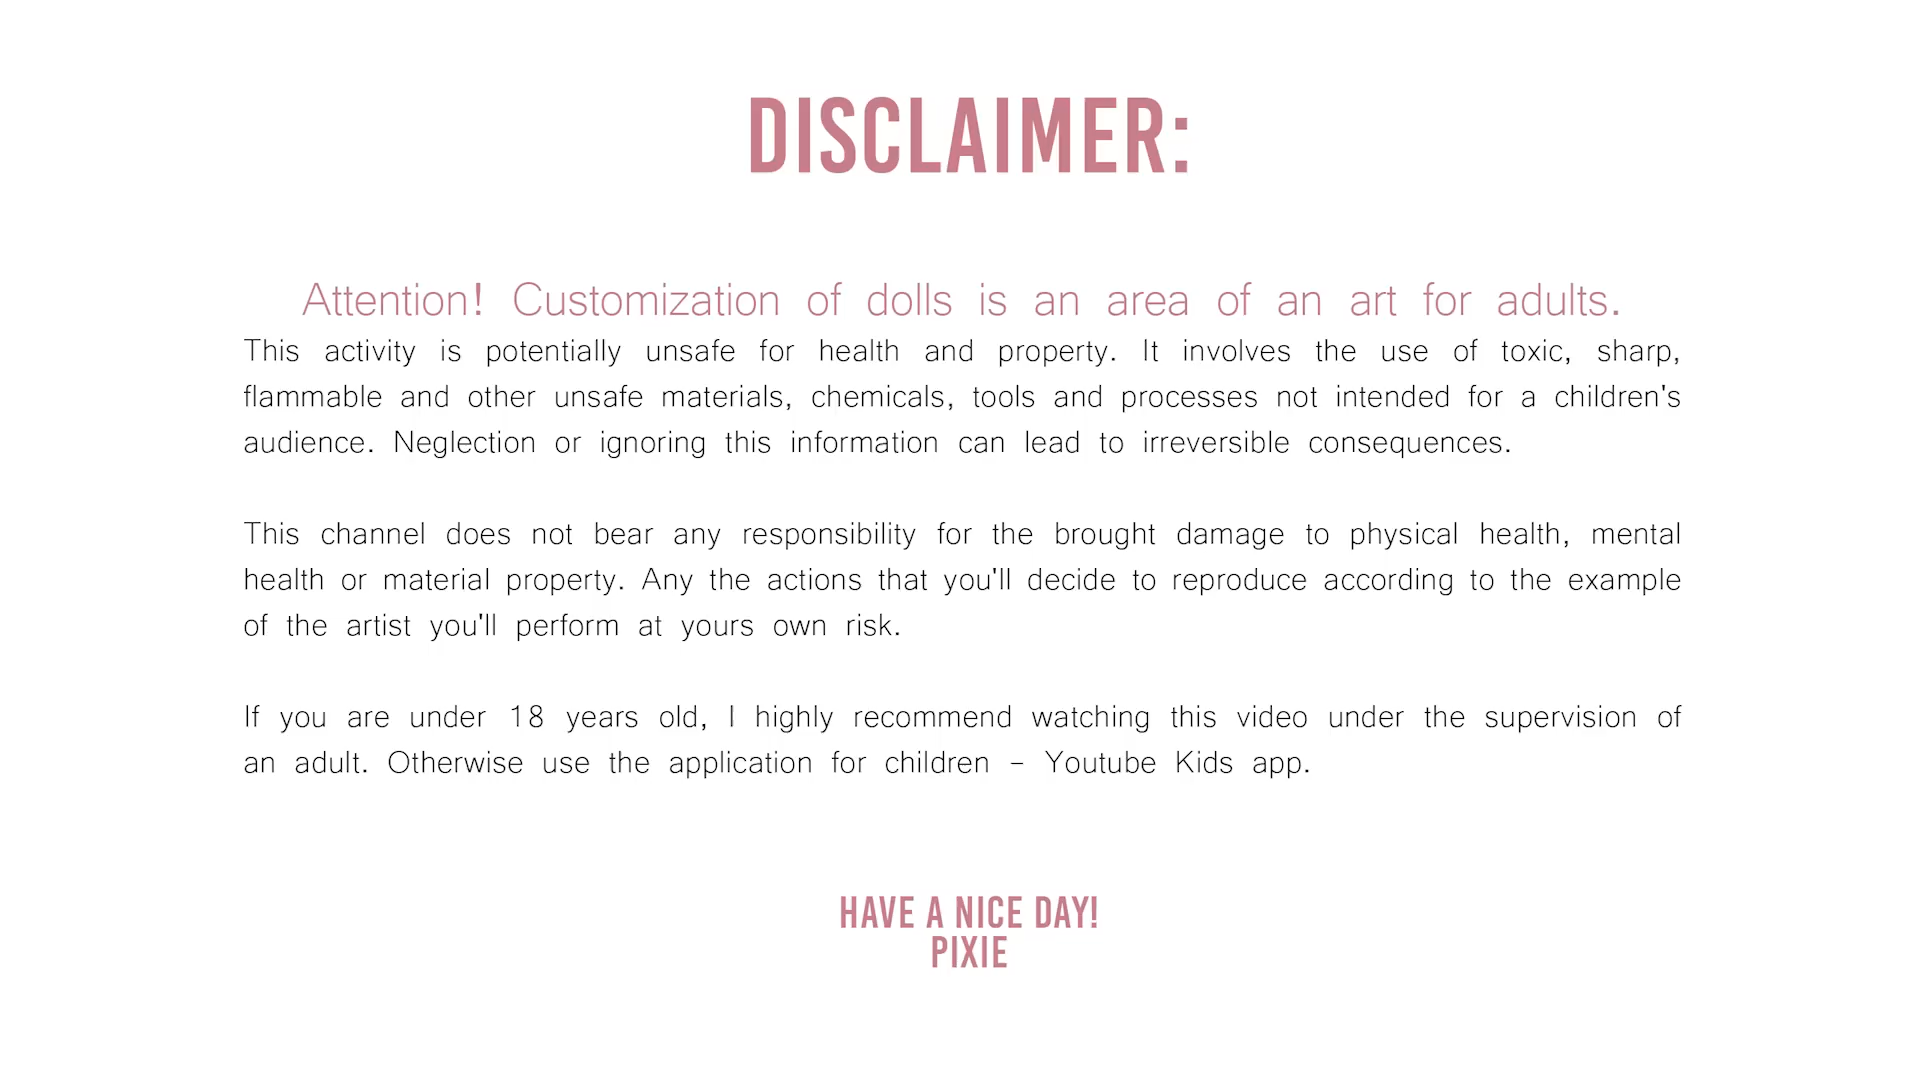 DISCLAIMER:
Attention! Customization of dolls is an area of an art for adults.
This activity is potentially unsafe for health and property. It involves the use of toxic, sharp,
flammable and other unsafe materials, chemicals, tools and processes not intended for a children's
audience. Neglection or ignoring this information can lead to irreversible consequences.
This channel does not bear any responsibility for the brought damage to physical health, mental
health or material property. Any the actions that you'll decide to reproduce according to the example
of the artist you'll perform at yours own risk.
If you are under 18 years old, I highly recommend watching this video under the supervision of
an adult. Otherwise use the application for children – Youtube Kids app.
HAVE A NICE DAY!
PIXIE